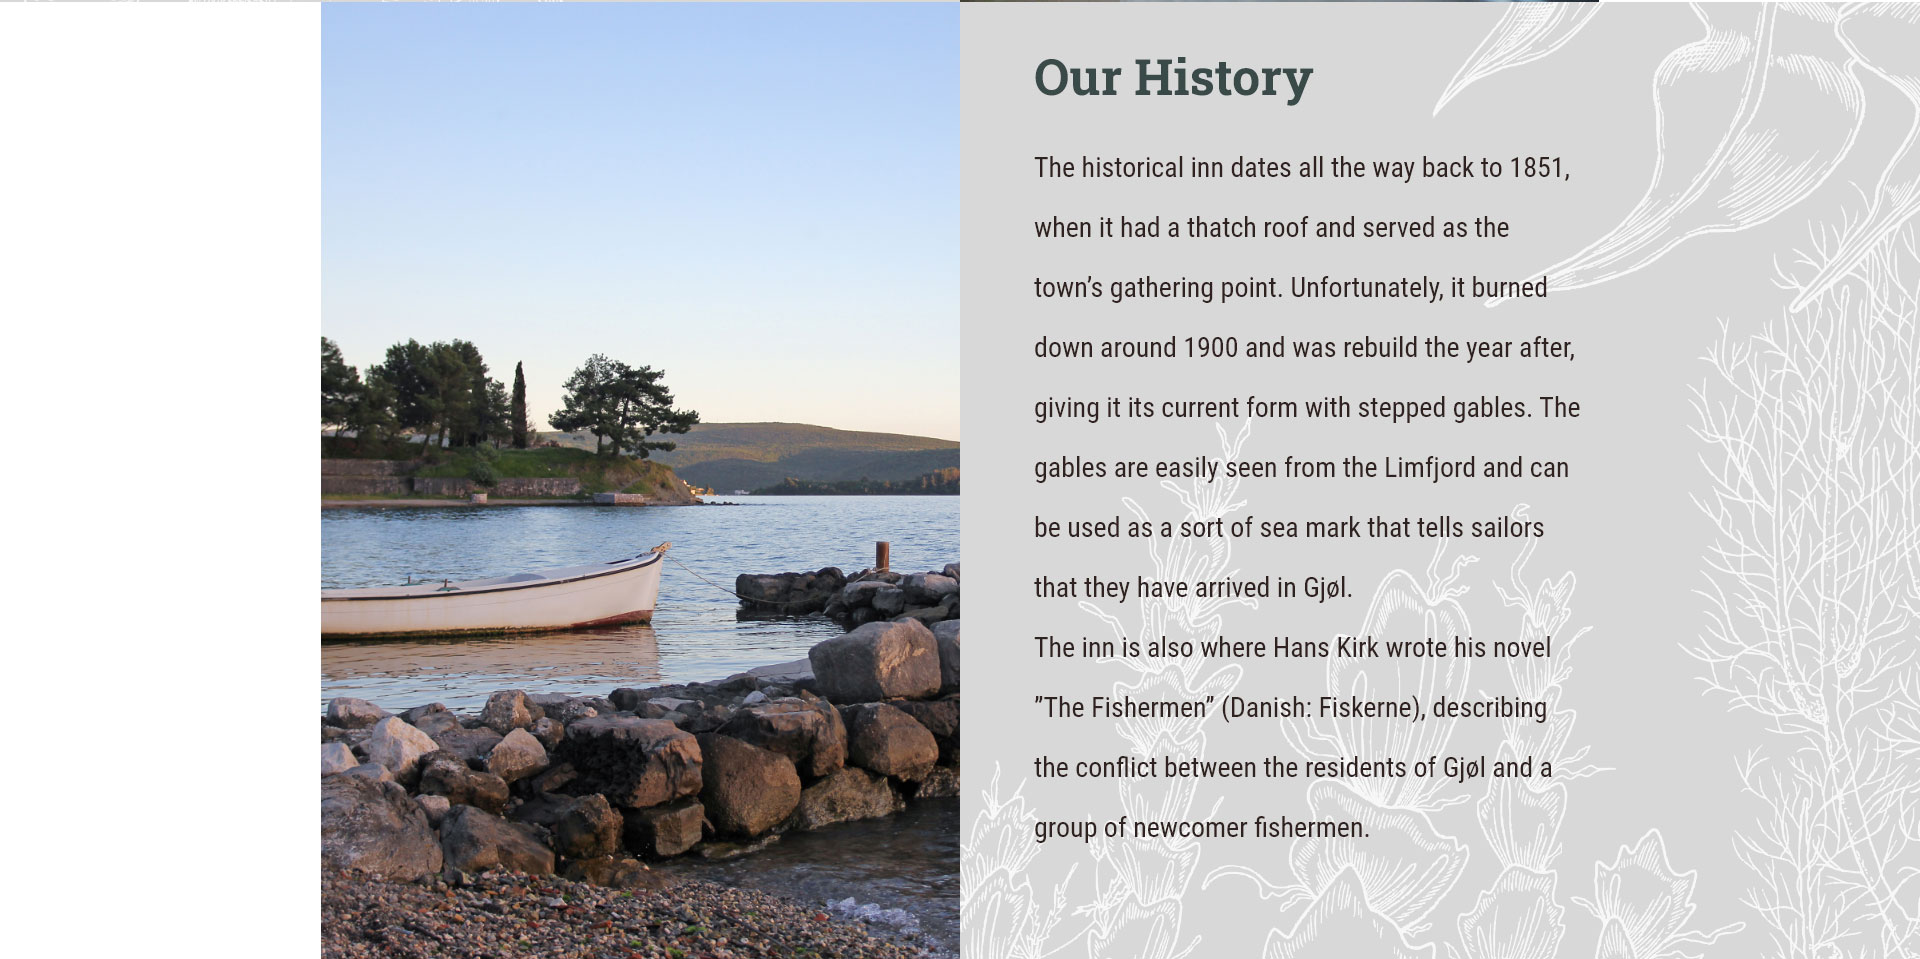 Our History
The historical inn dates all the way back to 1851,
when it had a thatch roof and served as the
town’s gathering point. Unfortunately, it burned
down around 1900 and was rebuild the year after,
giving it its current form with stepped gables. The
gables are easily seen from the Limfjord and can
be used as a sort of sea mark that tells sailors
that they have arrived in Gjøl.
The inn is also where Hans Kirk wrote his novel
”The Fishermen” (Danish: Fiskerne), describing
the conflict between the residents of Gjøl and a
group of newcomer fishermen.